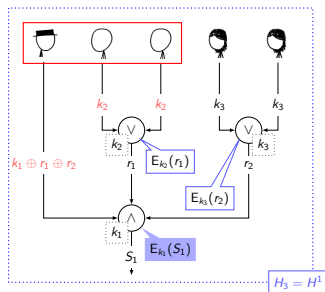 k₂ k₂ k₃ k₃
∨ ∨
k₂ k₃
k₁ ⊕ r₁ ⊕ r₂ r₁ E_{k₂}(r₁) r₂
E_{k₃}(r₂)
∧
k₁
E_{k₁}(S₁)
S₁
H₃ = H¹